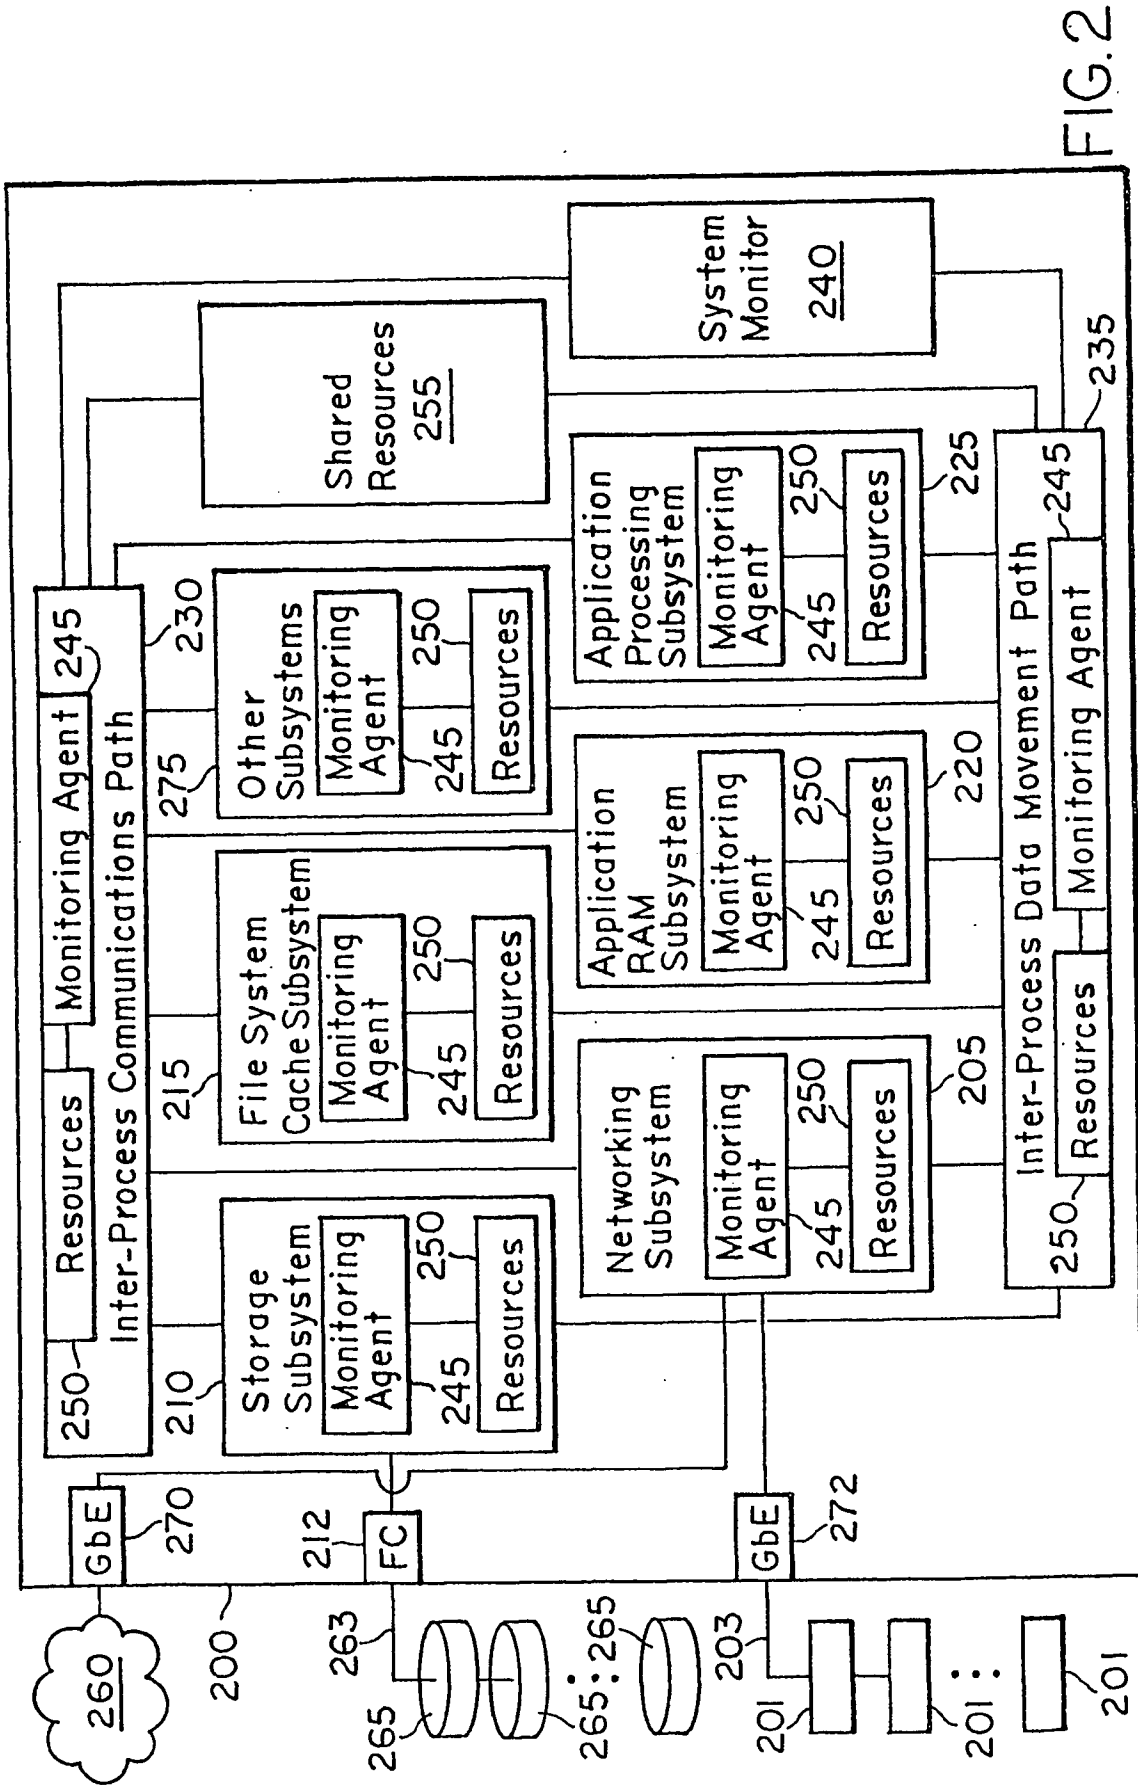 250
Resources
Monitoring Agent
245
Inter-Process Communications Path
230
260
GbE
270
200
210
Storage
Subsystem
Monitoring
Agent
245
250
Resources
215
File System
Cache Subsystem
Monitoring
Agent
245
250
Resources
275
Other
Subsystems
Monitoring
Agent
245
250
Resources
Shared
Resources
255
212
FC
263
265
265
265
Networking
Subsystem
Monitoring
Agent
245
250
Resources
205
Application
RAM Subsystem
Monitoring
Agent
245
250
Resources
220
Application
Processing
Subsystem
Monitoring
Agent
245
250
Resources
225
System
Monitor
240
GbE
272
203
201
201
201
Inter-Process Data Movement Path
235
250
Resources
Monitoring Agent
245
FIG. 2